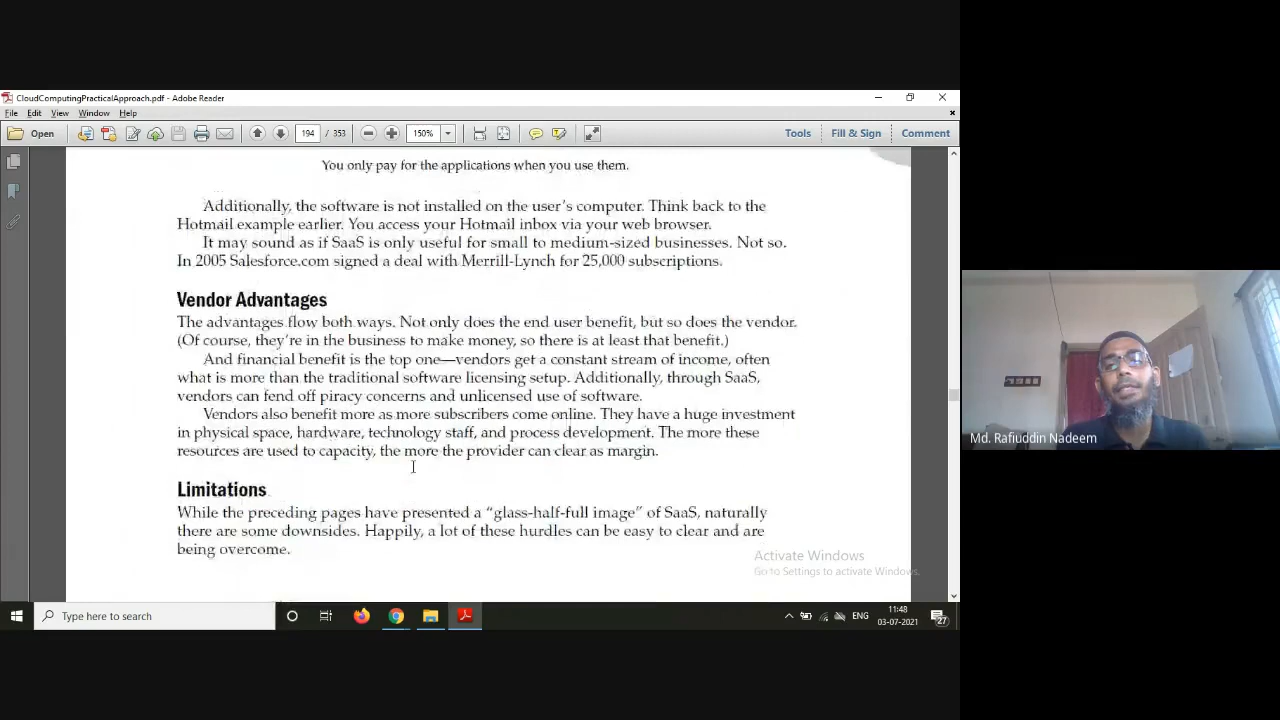 CloudComputingPracticalApproach.pdf - Adobe Reader
File Edit View Window Help
Open 194 / 353 150% Tools Fill & Sign Comment
You only pay for the applications when you use them.
Additionally, the software is not installed on the user's computer. Think back to the
Hotmail example earlier. You access your Hotmail inbox via your web browser.
It may sound as if SaaS is only useful for small to medium-sized businesses. Not so.
In 2005 Salesforce.com signed a deal with Merrill-Lynch for 25,000 subscriptions.
Vendor Advantages
The advantages flow both ways. Not only does the end user benefit, but so does the vendor.
(Of course, they're in the business to make money, so there is at least that benefit.)
And financial benefit is the top one—vendors get a constant stream of income, often
what is more than the traditional software licensing setup. Additionally, through SaaS,
vendors can fend off piracy concerns and unlicensed use of software.
Vendors also benefit more as more subscribers come online. They have a huge investment
in physical space, hardware, technology staff, and process development. The more these
resources are used to capacity, the more the provider can clear as margin.
Limitations
While the preceding pages have presented a "glass-half-full image" of SaaS, naturally
there are some downsides. Happily, a lot of these hurdles can be easy to clear and are
being overcome.
Activate Windows
Go to Settings to activate Windows.
Type here to search
ENG
11:48
03-07-2021
27
Md. Rafiuddin Nadeem